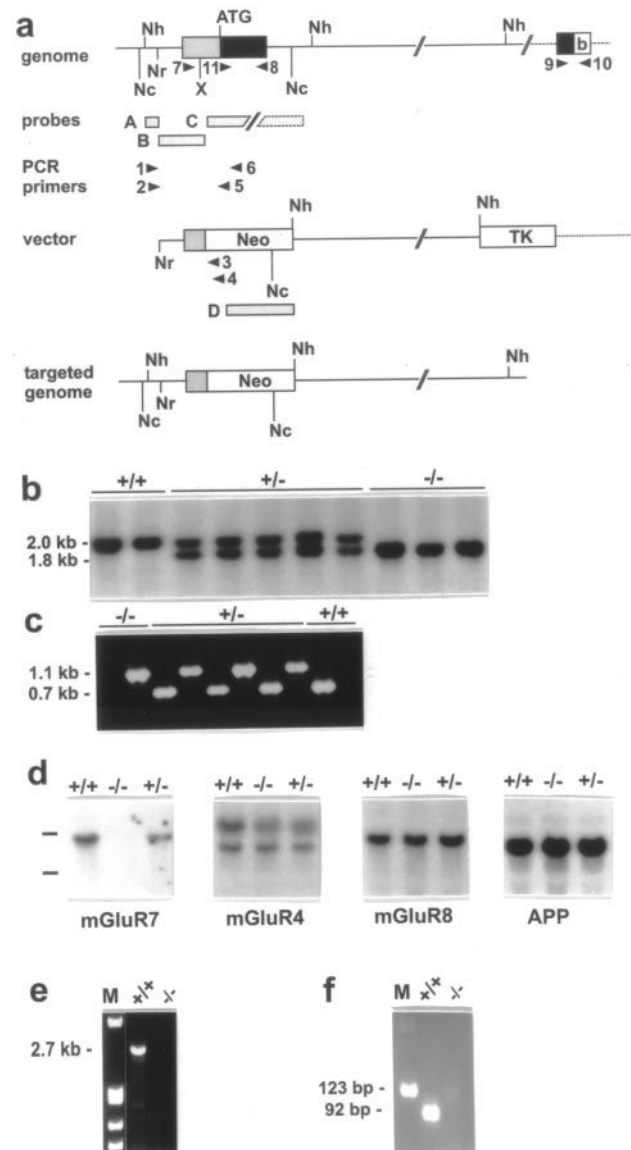 a
ATG
genome
Nh
Nh
b
Nr
7
11
8
9
10
Nc
X
Nc
probes
A
C
B
PCR
primers
1
6
2
5
Nh
Nh
vector
Neo
TK
Nr
3
4
Nc
D
targeted
genome
Nh
Nh
Neo
Nr
Nc
Nc
b
+/+ +/- -/-
2.0 kb -
1.8 kb -
c
-/- +/- +/+
1.1 kb -
0.7 kb -
d
+/+ -/- +/-
+/+ -/- +/-
+/+ -/- +/-
+/+ -/- +/-
mGluR7
mGluR4
mGluR8
APP
e
M +/+ -/-
2.7 kb -
f
M +/+ -/-
123 bp -
92 bp -